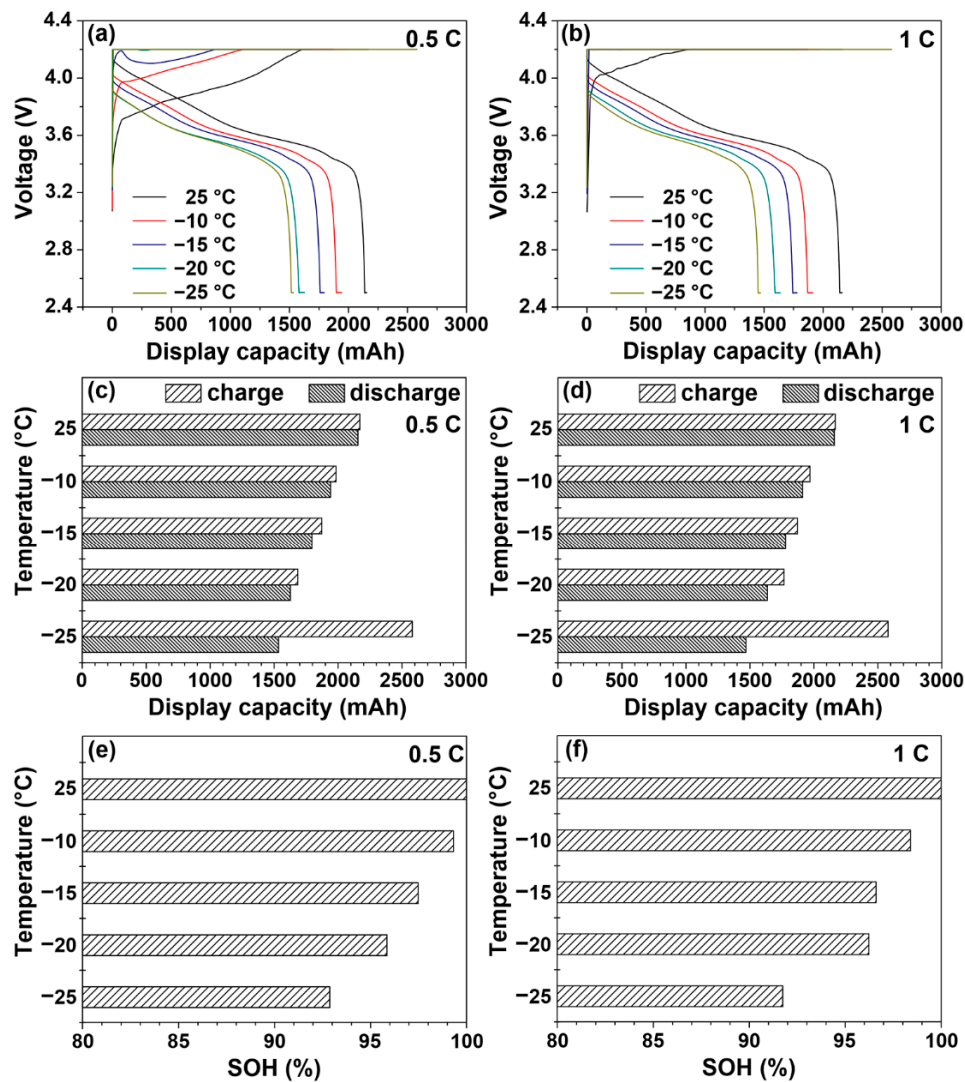 (a) 0.5 C
4.4
4.0
3.6
3.2
2.8
2.4
Voltage (V)
25 °C
−10 °C
−15 °C
−20 °C
−25 °C
0 500 1000 1500 2000 2500 3000
Display capacity (mAh)
(b) 1 C
4.4
4.0
3.6
3.2
2.8
2.4
Voltage (V)
25 °C
−10 °C
−15 °C
−20 °C
−25 °C
0 500 1000 1500 2000 2500 3000
Display capacity (mAh)
(c) charge discharge
0.5 C
Temperature (°C)
25
−10
−15
−20
−25
0 500 1000 1500 2000 2500 3000
Display capacity (mAh)
(d) charge discharge
1 C
Temperature (°C)
25
−10
−15
−20
−25
0 500 1000 1500 2000 2500 3000
Display capacity (mAh)
(e) 0.5 C
Temperature (°C)
25
−10
−15
−20
−25
80 85 90 95 100
SOH (%)
(f) 1 C
Temperature (°C)
25
−10
−15
−20
−25
80 85 90 95 100
SOH (%)